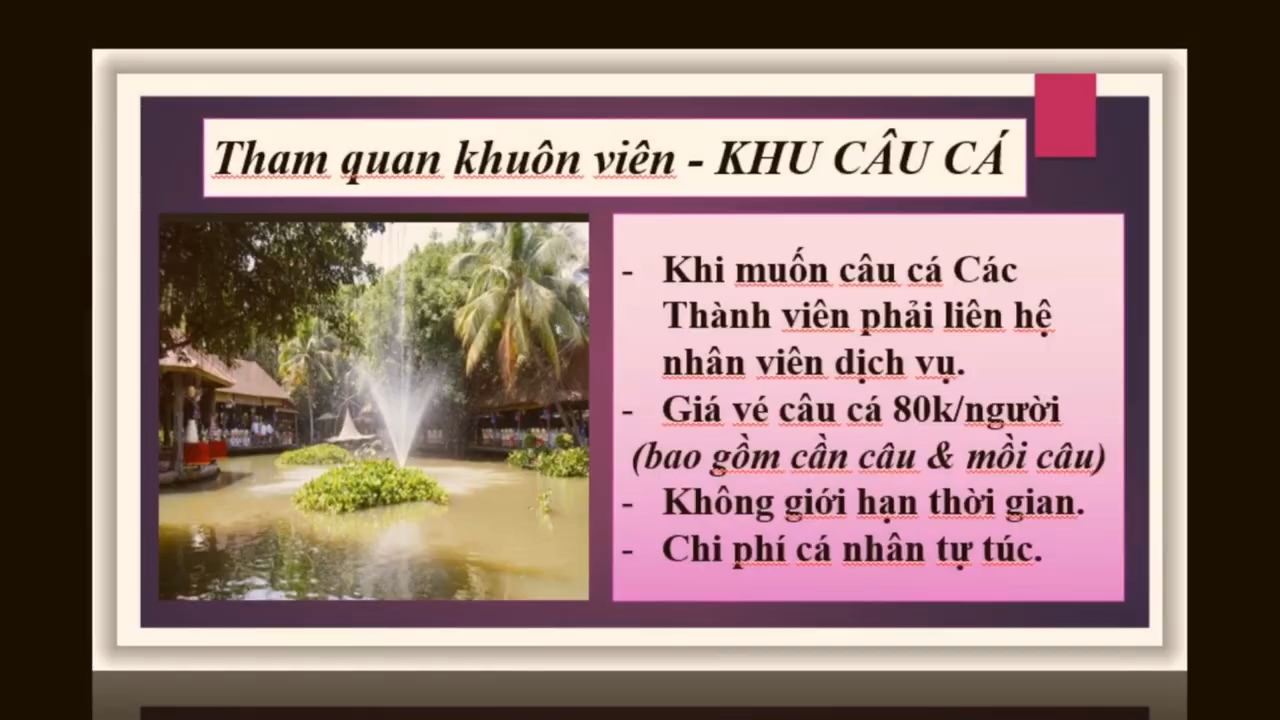 Tham quan khuôn viên - KHU CÂU CÁ
- Khi muốn câu cá Các
Thành viên phải liên hệ
nhân viên dịch vụ.
- Giá vé câu cá 80k/người
(bao gồm cần câu & mồi câu)
- Không giới hạn thời gian.
- Chi phí cá nhân tự túc.